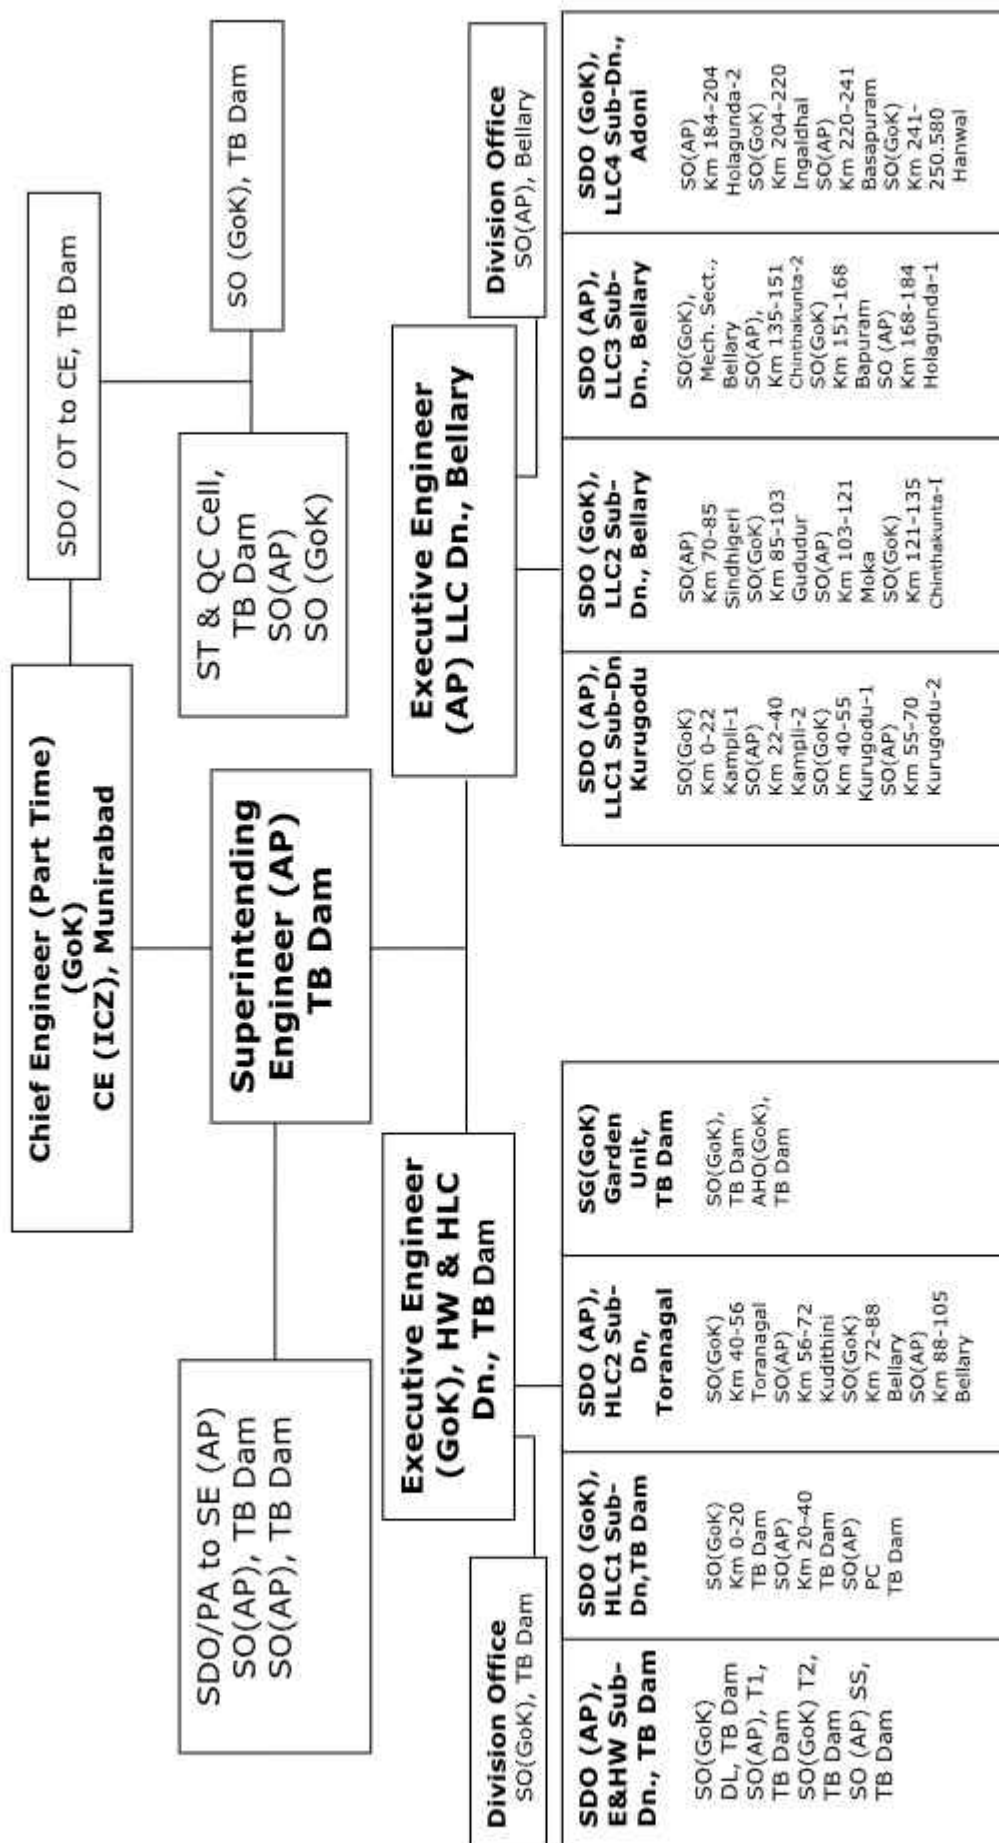 Chief Engineer (Part Time)
(GoK)
CE (ICZ), Munirabad
SDO / OT to CE, TB Dam
SDO/PA to SE (AP)
SO(AP), TB Dam
SO(AP), TB Dam
Superintending
Engineer (AP)
TB Dam
ST & QC Cell,
TB Dam
SO(AP)
SO (GoK)
SO (GoK), TB Dam
Division Office
SO(GoK), TB Dam
Executive Engineer
(GoK), HW & HLC
Dn., TB Dam
Executive Engineer
(AP) LLC Dn., Bellary
Division Office
SO(AP), Bellary
SDO (AP),
E&HW Sub-
Dn., TB Dam
SO(GoK)
DL, TB Dam
SO(AP), T1,
TB Dam
SO(GoK) T2,
TB Dam
SO (AP) SS,
TB Dam
SDO (GoK),
HLC1 Sub-
Dn,TB Dam
SO(GoK)
Km 0-20
TB Dam
SO(AP)
Km 20-40
TB Dam
SO(AP)
PC
TB Dam
SDO (AP),
HLC2 Sub-
Dn,
Toranagal
SO(GoK)
Km 40-56
Toranagal
SO(AP)
Km 56-72
Kudithini
SO(GoK)
Km 72-88
Bellary
SO(AP)
Km 88-105
Bellary
SG(GoK)
Garden
Unit,
TB Dam
SO(GoK),
TB Dam
AHO(GoK),
TB Dam
SDO (AP),
LLC1 Sub-Dn
Kurugodu
SO(GoK)
Km 0-22
Kampli-1
SO(AP)
Km 22-40
Kampli-2
SO(GoK)
Km 40-55
Kurugodu-1
SO(AP)
Km 55-70
Kurugodu-2
SDO (GoK),
LLC2 Sub-
Dn., Bellary
SO(AP)
Km 70-85
Sindhigeri
SO(GoK)
Km 85-103
Gududur
SO(AP)
Km 103-121
Moka
SO(GoK)
Km 121-135
Chinthakunta-I
SDO (AP),
LLC3 Sub-
Dn., Bellary
SO(GoK),
Mech. Sect.,
Bellary
SO(AP),
Km 135-151
Chinthakunta-2
SO(GoK)
Km 151-168
Bapuram
SO (AP)
Km 168-184
Holagunda-1
SDO (GoK),
LLC4 Sub-Dn.,
Adoni
SO(AP)
Km 184-204
Holagunda-2
SO(GoK)
Km 204-220
Ingaldhal
SO(AP)
Km 220-241
Basapuram
SO(GoK)
Km 241-
250.580
Hanwal